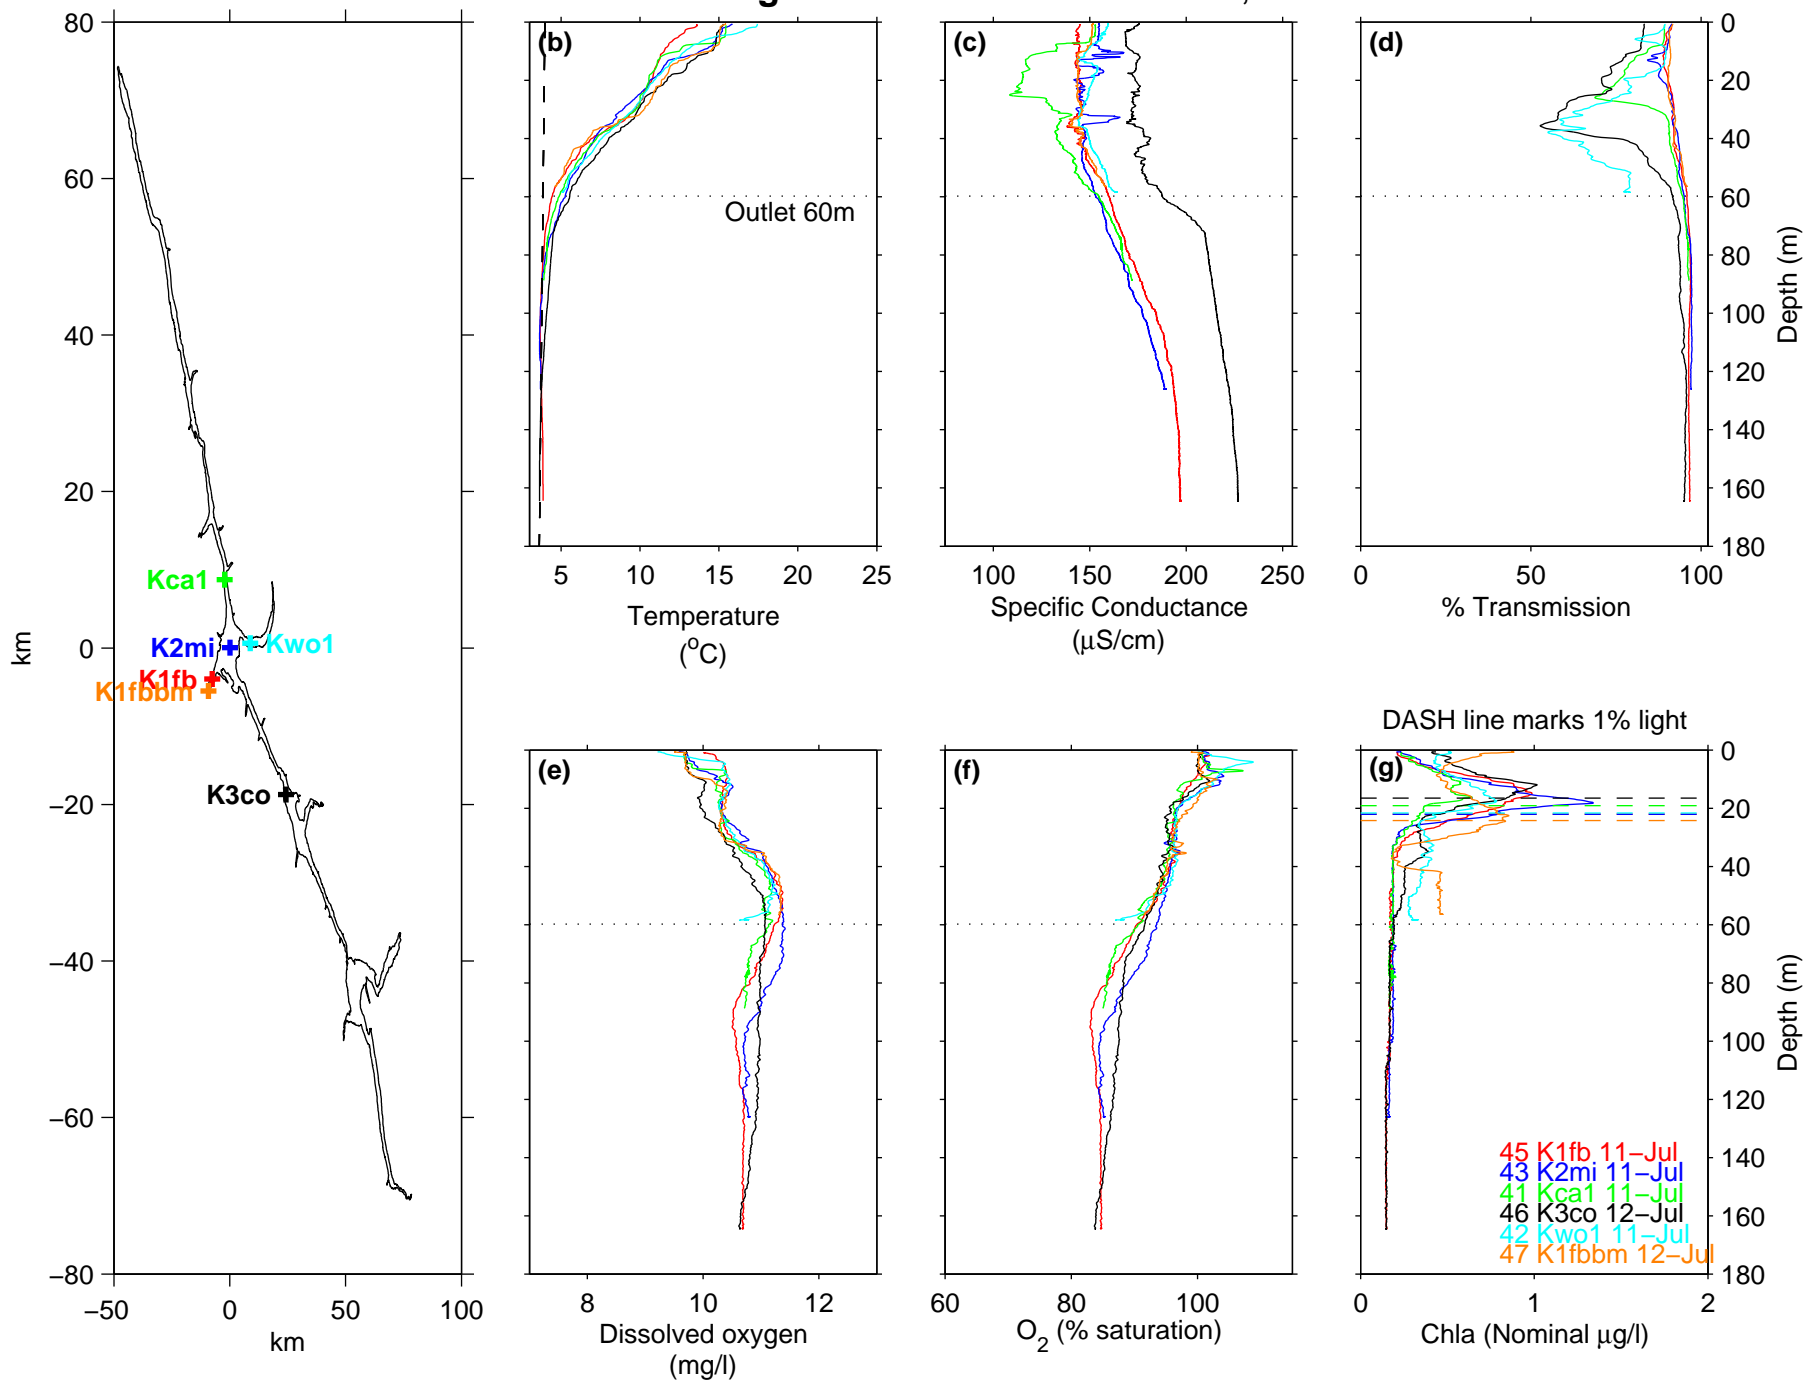 (b)
(c)
(d)
80
60
40
20
0
−20
−40
−60
−80
km
−50
0
50
100
km
Kca1
K2mi
Kwo1
K1fb
K1fbbm
K3co
Outlet 60m
5
10
15
20
25
Temperature
(°C)
100
150
200
250
Specific Conductance
(μS/cm)
0
50
100
% Transmission
0
20
40
60
80
100
120
140
160
180
Depth (m)
DASH line marks 1% light
(e)
(f)
(g)
8
10
12
Dissolved oxygen
(mg/l)
60
80
100
O₂ (% saturation)
0
1
2
Chla (Nominal μg/l)
0
20
40
60
80
100
120
140
160
180
Depth (m)
45 K1fb 11−Jul
43 K2mi 11−Jul
41 Kca1 11−Jul
46 K3co 12−Jul
42 Kwo1 11−Jul
47 K1fbbm 12−Jul